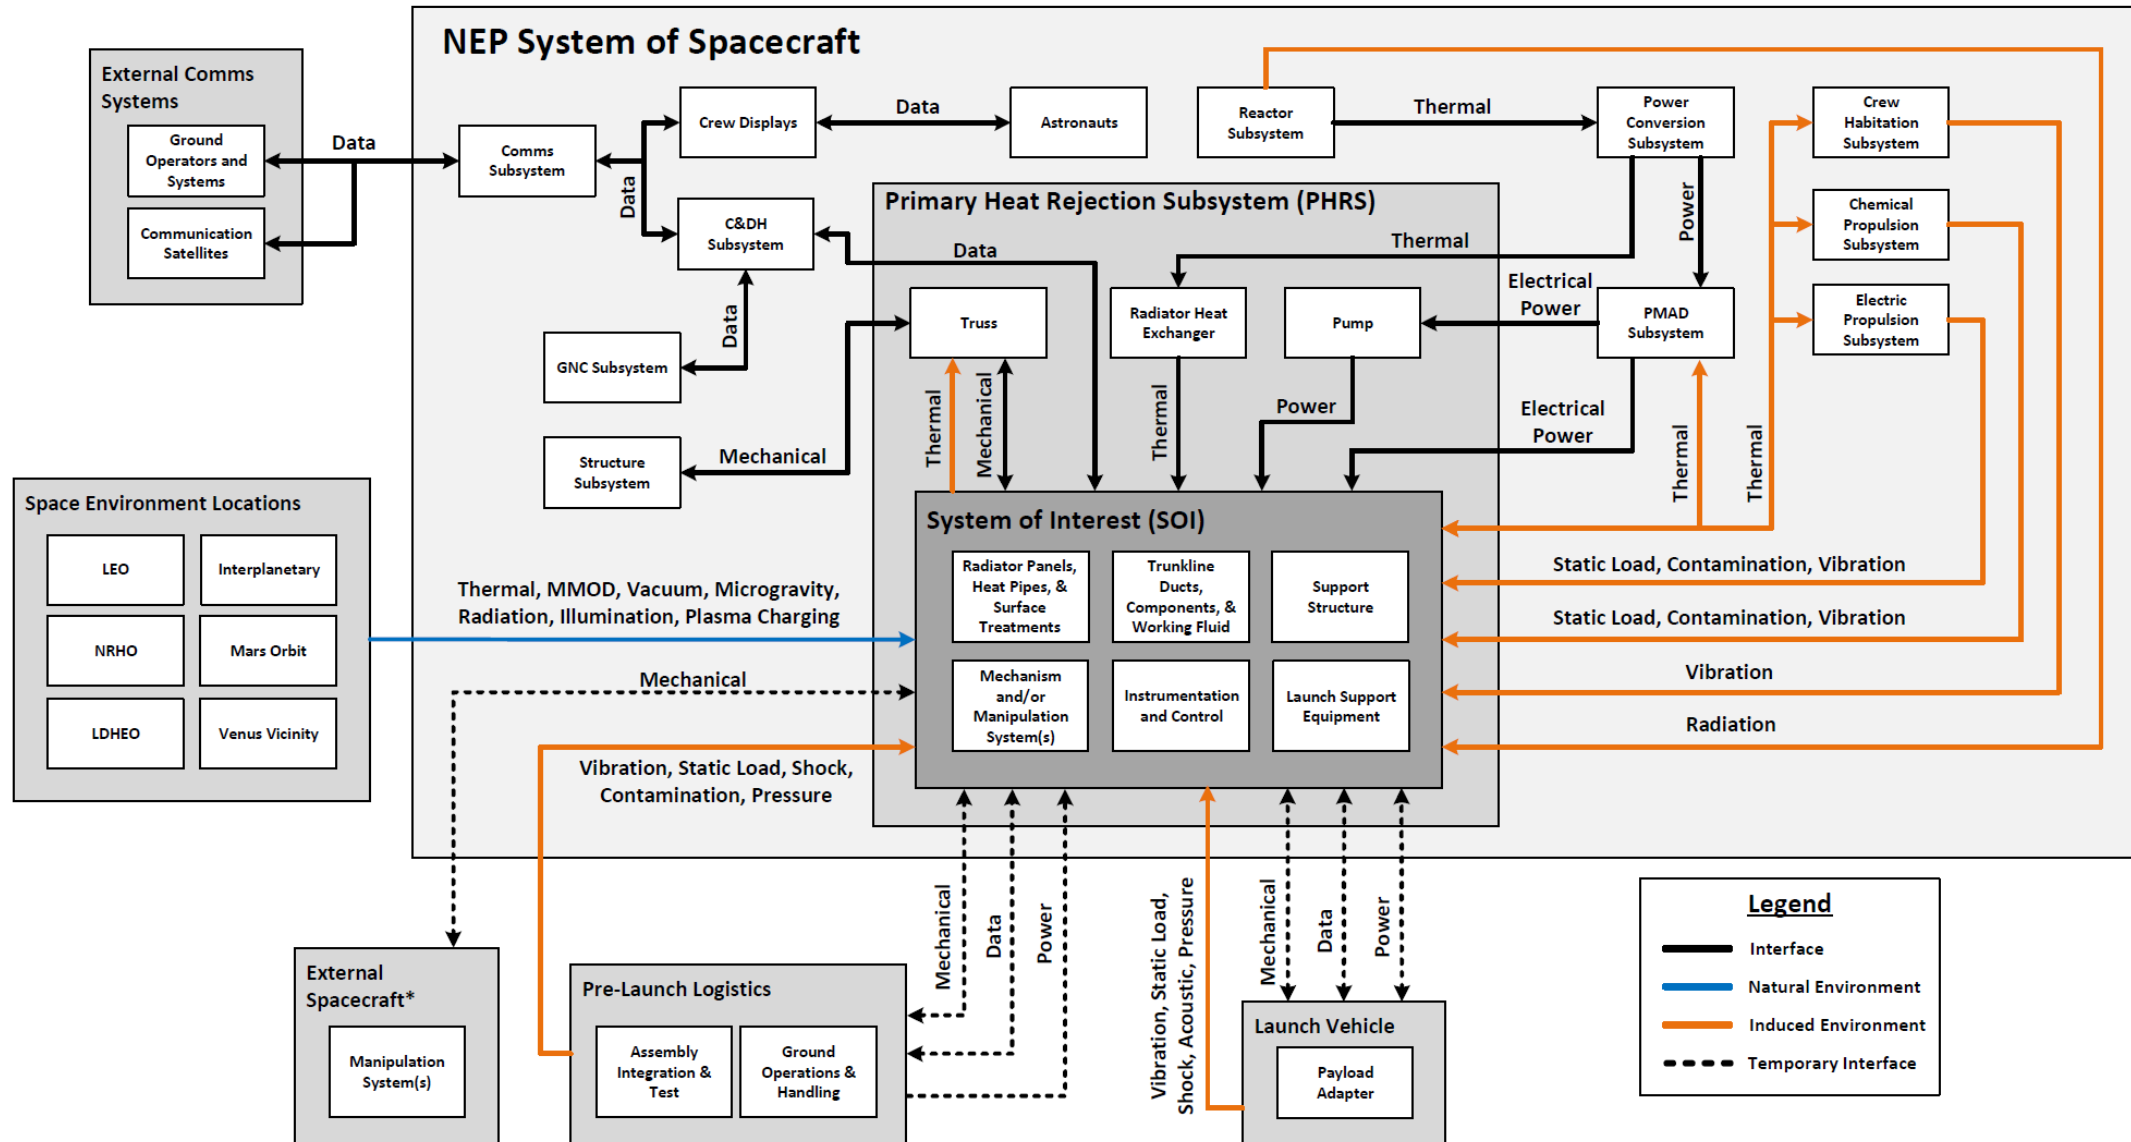 NEP System of Spacecraft
External Comms
Systems
Ground
Operators and
Systems
Communication
Satellites
Data
Comms
Subsystem
Data
Crew Displays
Data
Astronauts
C&DH
Subsystem
Data
GNC Subsystem
Structure
Subsystem
Mechanical
Reactor
Subsystem
Thermal
Power
Conversion
Subsystem
Crew
Habitation
Subsystem
Chemical
Propulsion
Subsystem
Electric
Propulsion
Subsystem
Power
PMAD
Subsystem
Thermal
Electrical
Power
Electrical
Power
Thermal
Thermal
Primary Heat Rejection Subsystem (PHRS)
Data
Truss
Radiator Heat
Exchanger
Pump
Thermal
Mechanical
Thermal
Power
System of Interest (SOI)
Radiator Panels,
Heat Pipes, &
Surface
Treatments
Trunkline
Ducts,
Components, &
Working Fluid
Support
Structure
Mechanism
and/or
Manipulation
System(s)
Instrumentation
and Control
Launch Support
Equipment
Static Load, Contamination, Vibration
Static Load, Contamination, Vibration
Vibration
Radiation
Space Environment Locations
LEO
Interplanetary
NRHO
Mars Orbit
LDHEO
Venus Vicinity
Thermal, MMOD, Vacuum, Microgravity,
Radiation, Illumination, Plasma Charging
Mechanical
Vibration, Static Load, Shock,
Contamination, Pressure
External
Spacecraft*
Manipulation
System(s)
Pre-Launch Logistics
Assembly
Integration &
Test
Ground
Operations &
Handling
Mechanical
Data
Power
Vibration, Static Load,
Shock, Acoustic, Pressure
Mechanical
Data
Power
Launch Vehicle
Payload
Adapter
Legend
Interface
Natural Environment
Induced Environment
Temporary Interface